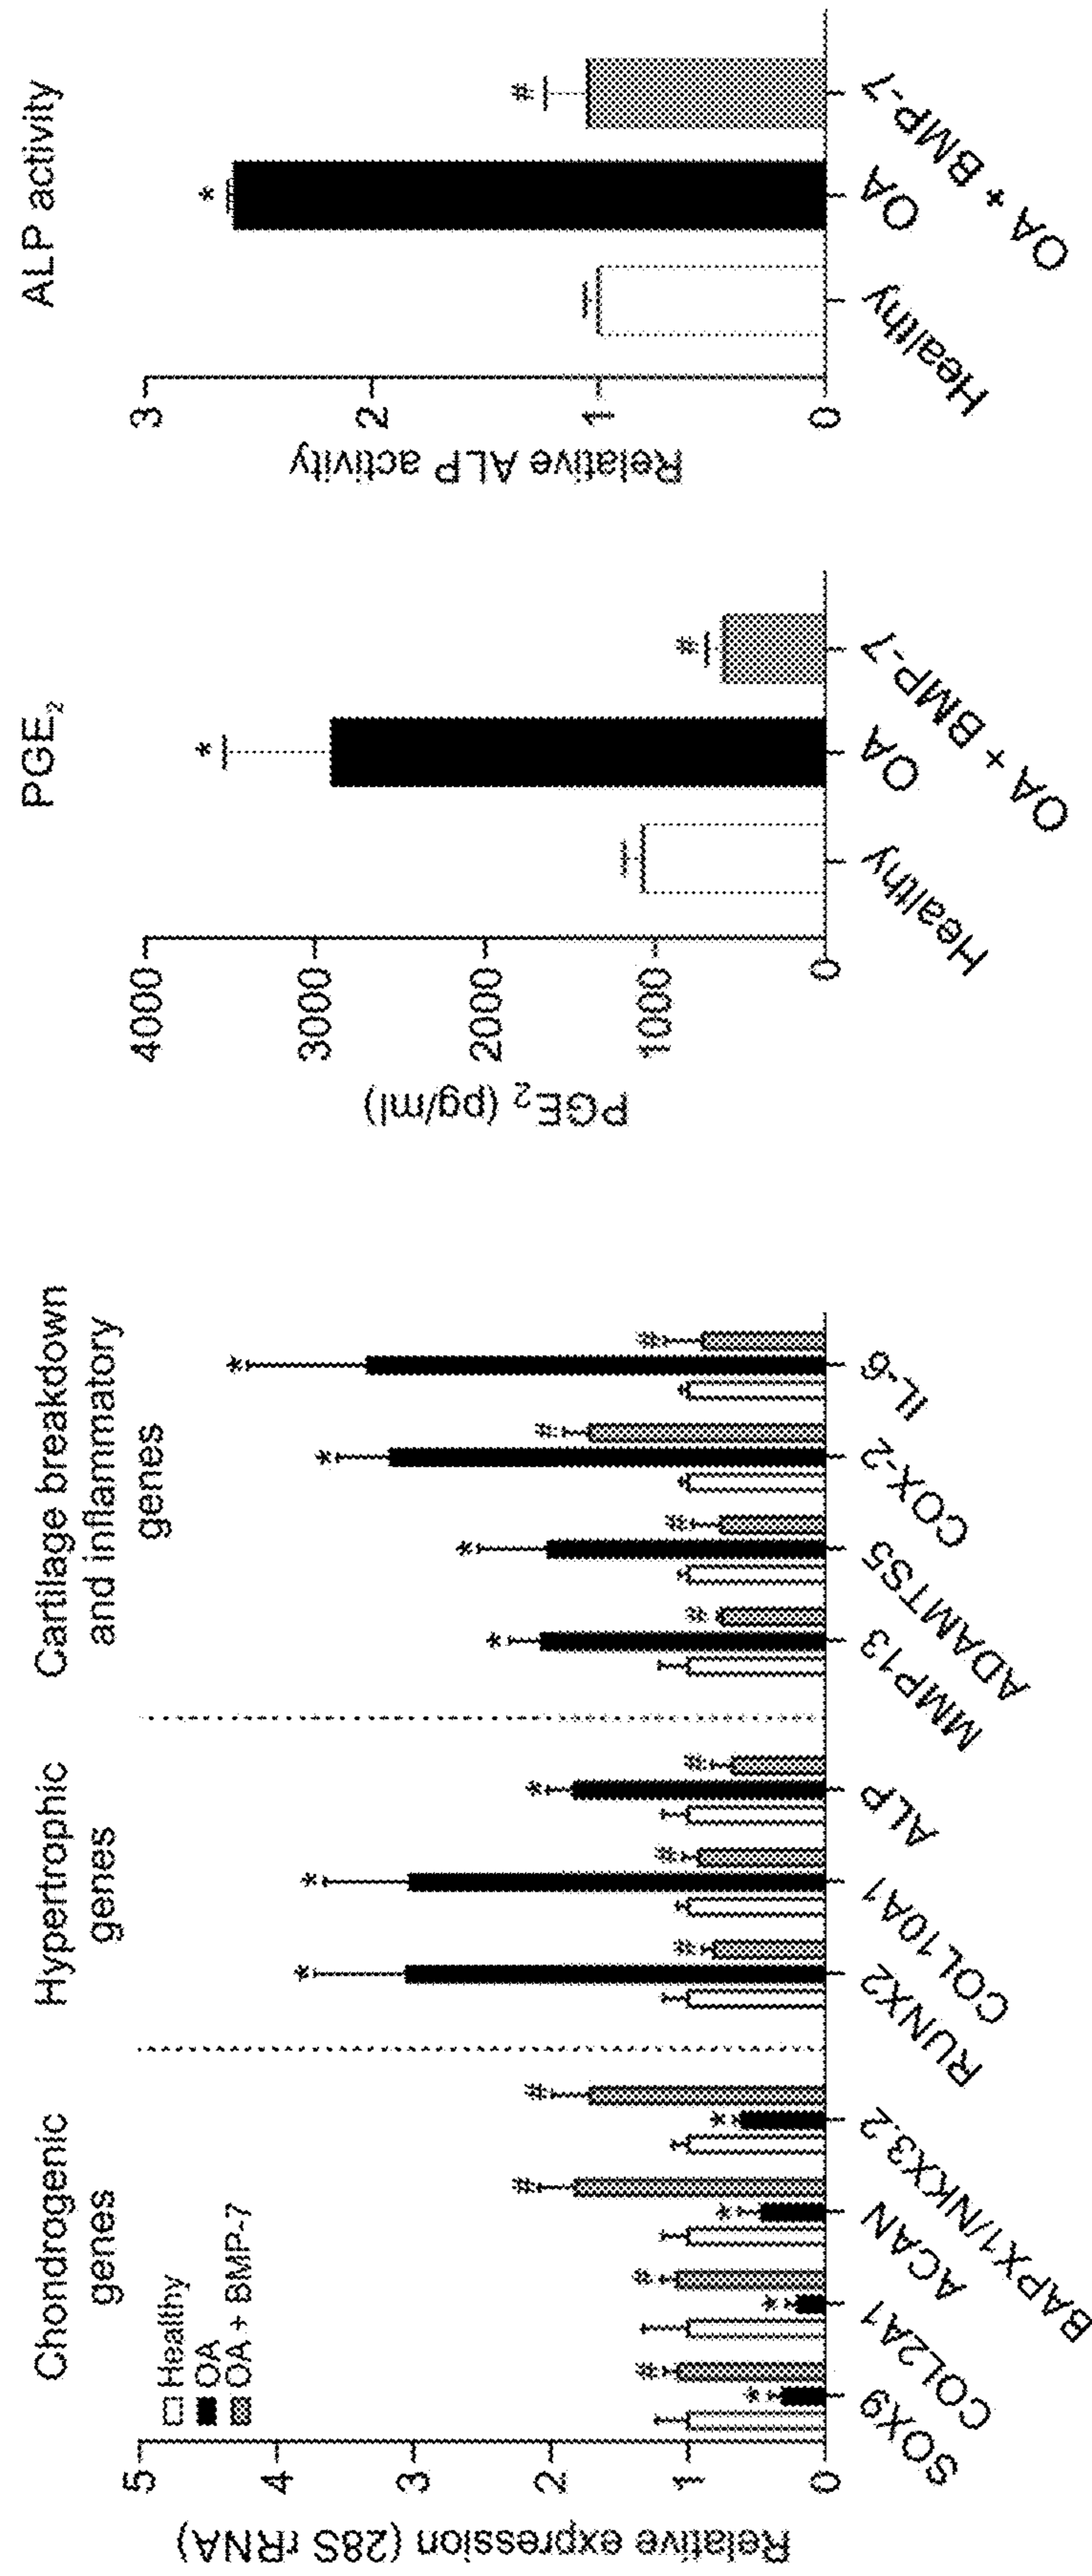 Chondrogenic
genes
Hypertrophic
genes
Cartilage breakdown
and inflammatory
genes
Healthy
OA
OA + BMP-7
Relative expression (28S rRNA)
5
4
3
2
1
0
* # * # * # * # * # * # * # * # * # * # * #
SOX9
COL2A1
ACAN
BAPX1/NKX3.2
RUNX2
COL10A1
ALP
MMP13
ADAMTS5
COX-2
IL-6
PGE₂
PGE₂ (pg/ml)
4000
3000
2000
1000
0
* #
Healthy
OA
OA + BMP-7
ALP activity
Relative ALP activity
3
2
1
0
* #
Healthy
OA
OA + BMP-7